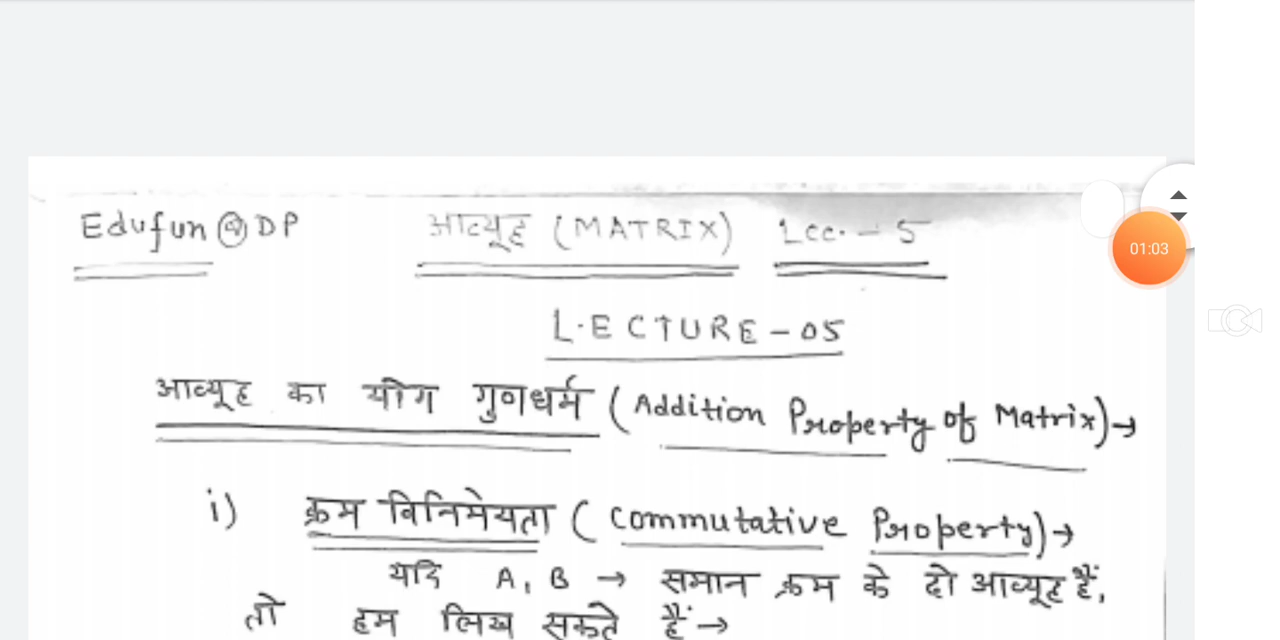 Edufun@DP आव्यूह (MATRIX) Lec. - 5
01:03
LECTURE-05
आव्यूह का योग गुणधर्म (Addition Property of Matrix)→
i) क्रम विनिमेयता (Commutative Property)→
यदि A, B → समान क्रम के दो आव्यूह हैं,
तो हम लिख सकते हैं→